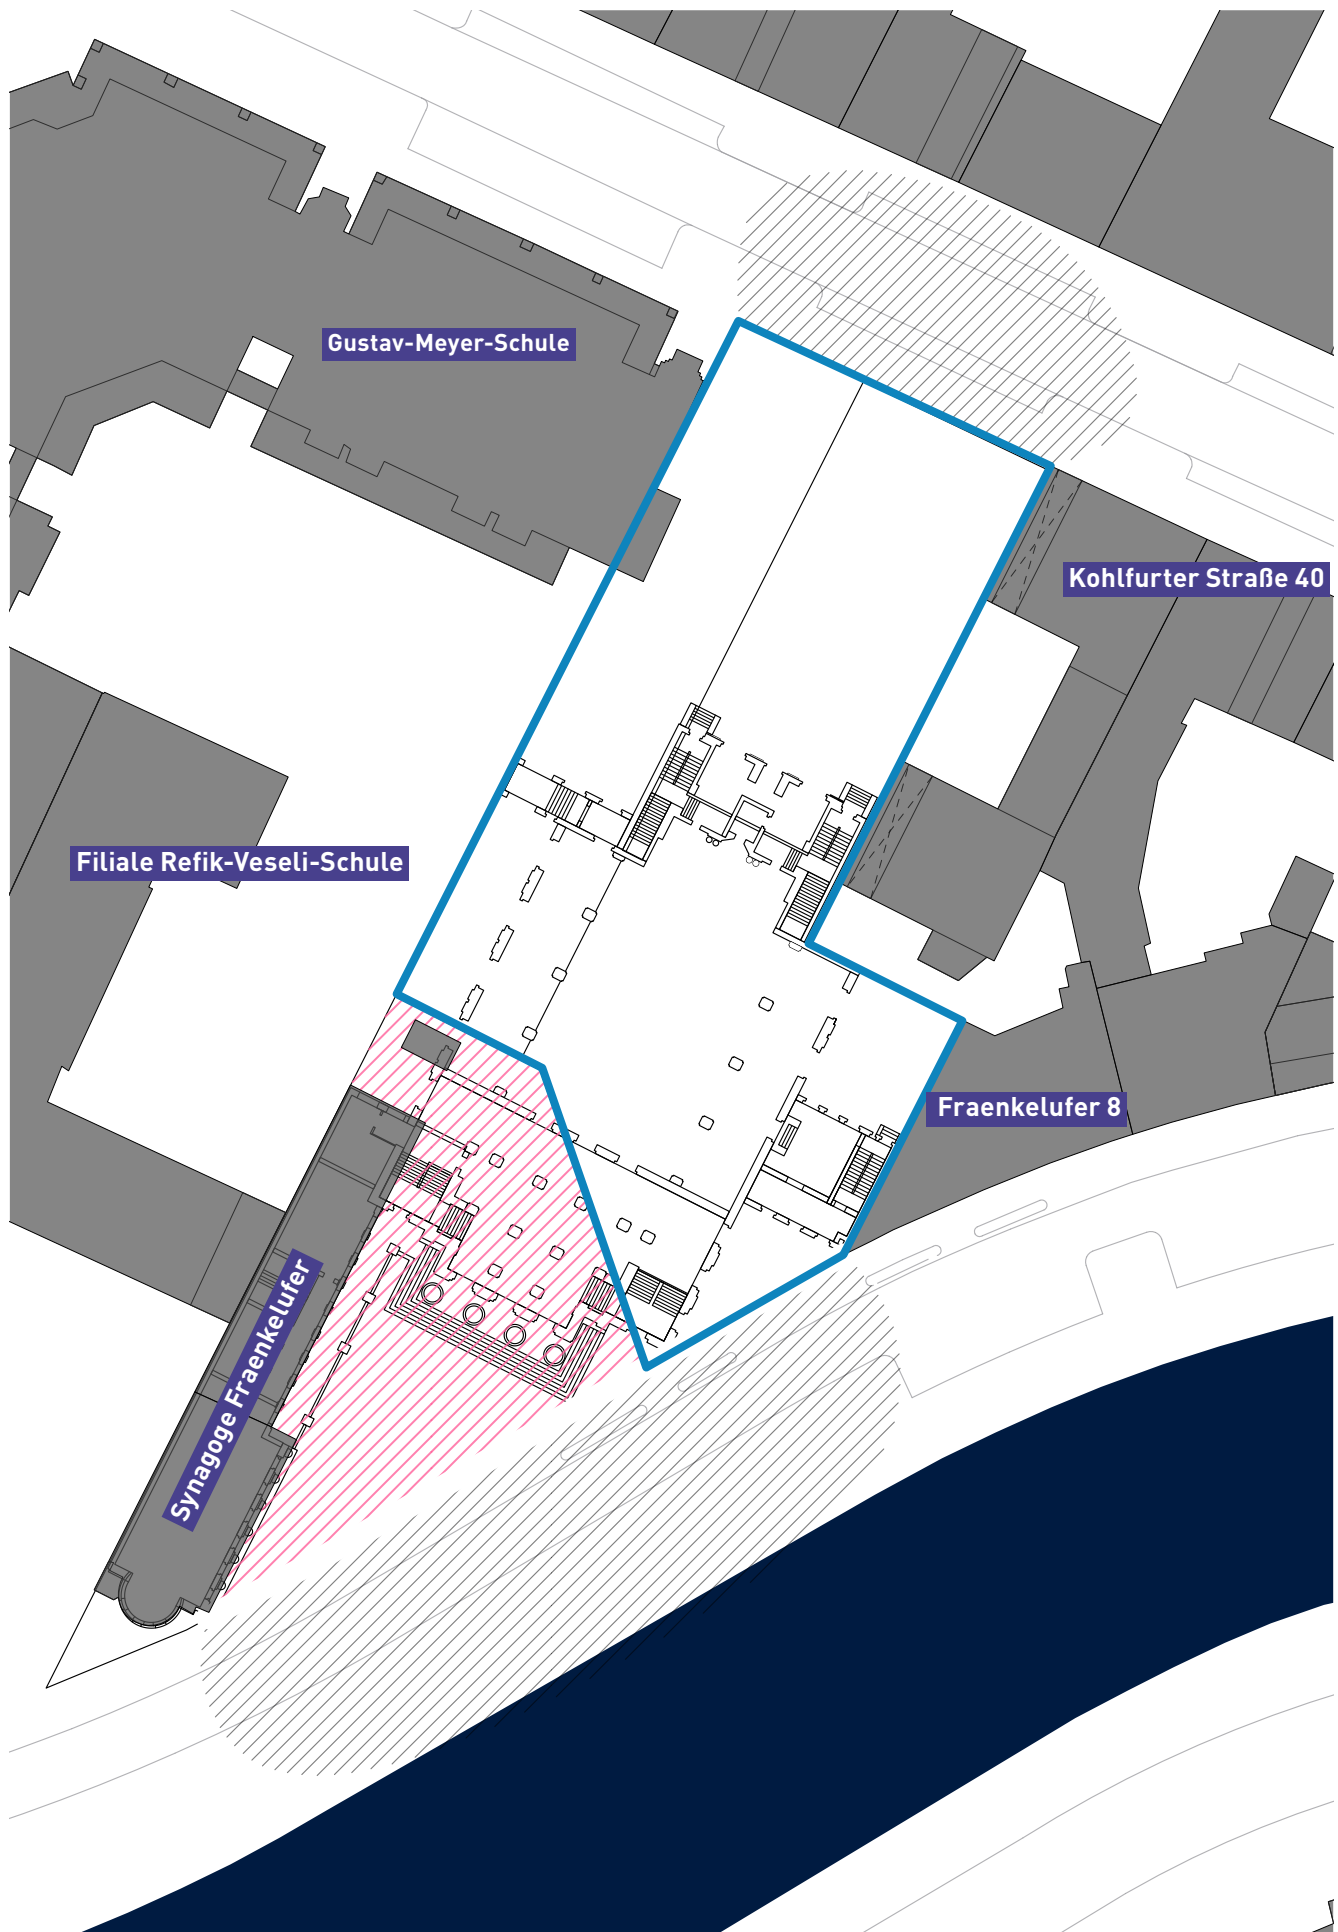 Gustav-Meyer-Schule
Kohlfurter Straße 40
Filiale Refik-Veseli-Schule
Fraenkelufer 8
Synagoge Fraenkelufer